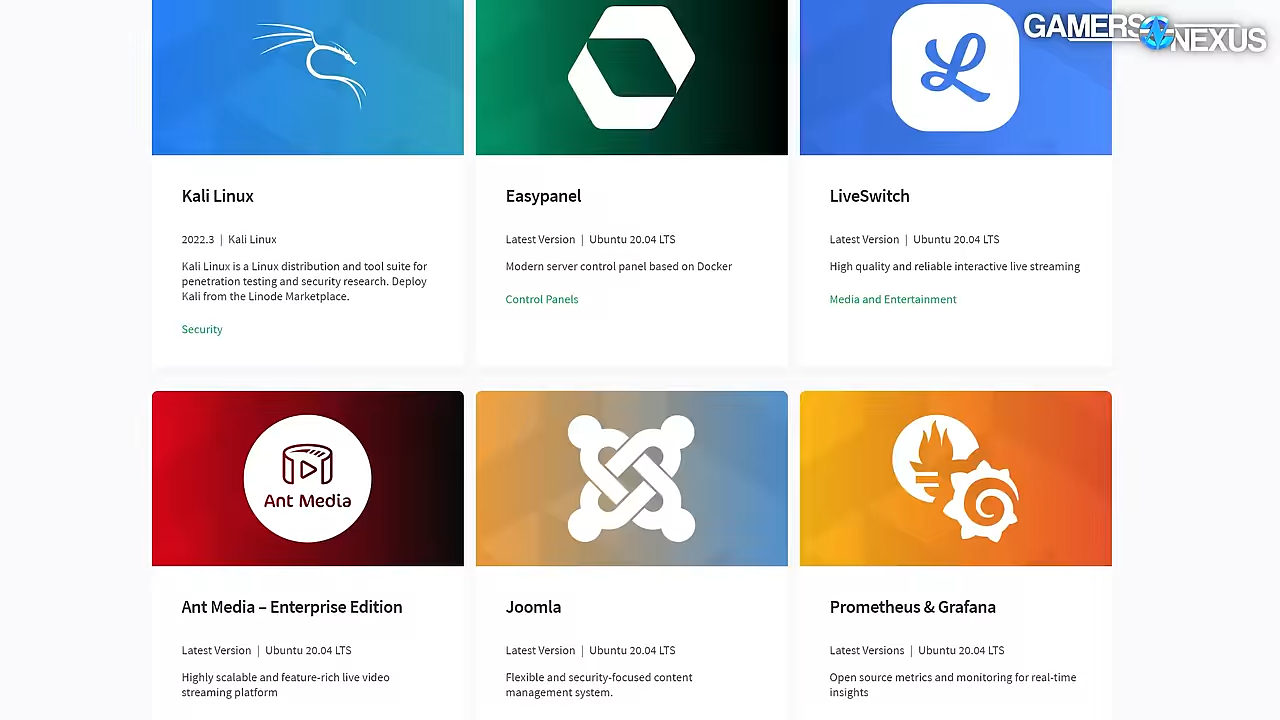 GAMERS NEXUS
L
Kali Linux
2022.3 | Kali Linux
Kali Linux is a Linux distribution and tool suite for
penetration testing and security research. Deploy
Kali from the Linode Marketplace.
Security
Easypanel
Latest Version | Ubuntu 20.04 LTS
Modern server control panel based on Docker
Control Panels
LiveSwitch
Latest Version | Ubuntu 20.04 LTS
High quality and reliable interactive live streaming
Media and Entertainment
Ant Media
Ant Media – Enterprise Edition
Latest Version | Ubuntu 20.04 LTS
Highly scalable and feature-rich live video
streaming platform
Joomla
Latest Version | Ubuntu 20.04 LTS
Flexible and security-focused content
management system.
Prometheus & Grafana
Latest Versions | Ubuntu 20.04 LTS
Open source metrics and monitoring for real-time
insights